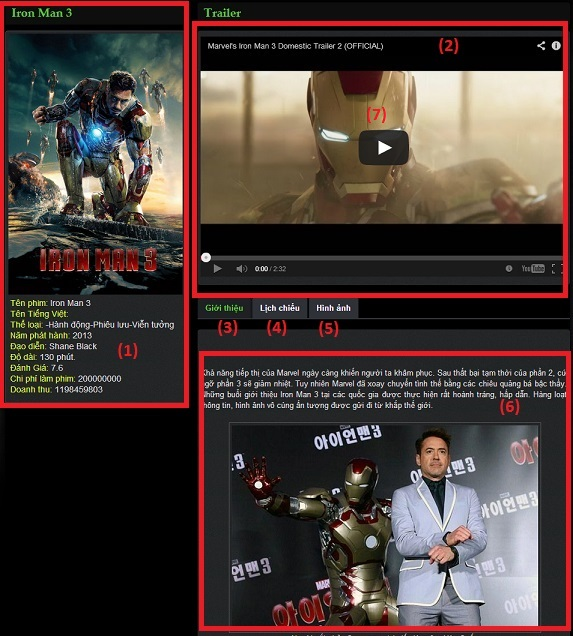 Iron Man 3
IRON MAN 3
Tên phim: Iron Man 3
Tên Tiếng Việt:
Thể loại: -Hành động-Phiêu lưu-Viễn tưởng
Năm phát hành: 2013
Đạo diễn: Shane Black
Độ dài: 130 phút.
Đánh Giá: 7.6
Chi phí làm phim: 200000000
Doanh thu: 1198459803
(1)
Trailer
Marvel's Iron Man 3 Domestic Trailer 2 (OFFICIAL)
(2)
(7)
0:00 / 2:32
YouTube
Giới thiệu
Lịch chiếu
Hình ảnh
(3)
(4)
(5)
Khả năng tiếp thị của Marvel ngày càng khiến người ta khâm phục. Sau thất bại tạm thời của phần 2, cứ
ngỡ phần 3 sẽ giảm nhiệt. Tuy nhiên Marvel đã xoay chuyển tình thế bằng các chiêu quảng bá bậc thầy.
Những buổi giới thiệu Iron Man 3 tại các quốc gia được thực hiện rất hoành tráng, hấp dẫn. Hàng loạt
thông tin, hình ảnh vô cùng ấn tượng được gửi đi từ khắp thế giới.
(6)
아이언맨3
아이언맨3
아이언맨3